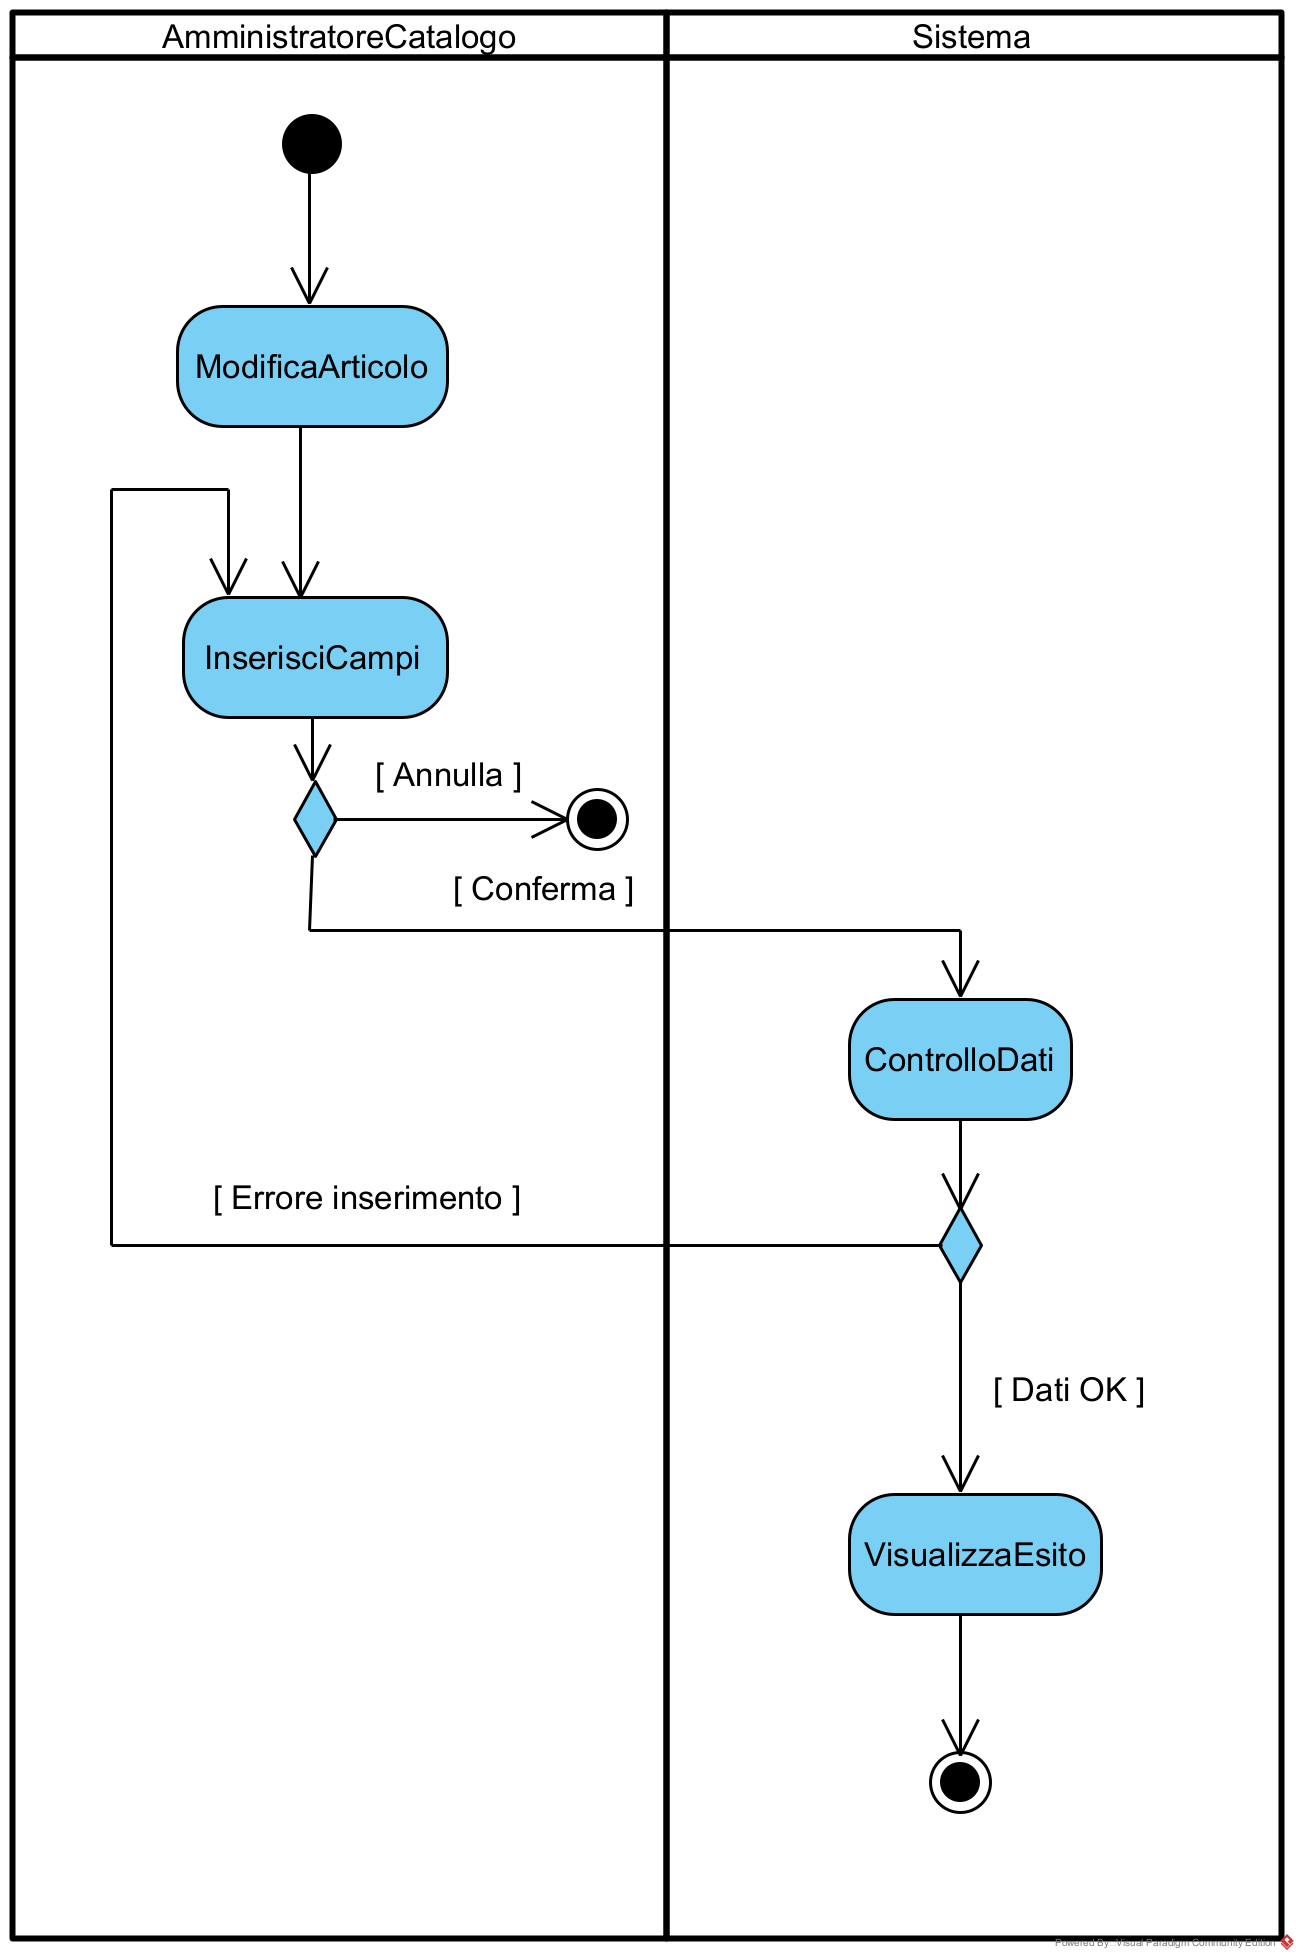 AmministratoreCatalogo
Sistema
ModificaArticolo
InserisciCampi
[ Annulla ]
[ Conferma ]
ControlloDati
[ Errore inserimento ]
[ Dati OK ]
VisualizzaEsito
Powered By: Visual Paradigm Community Edition